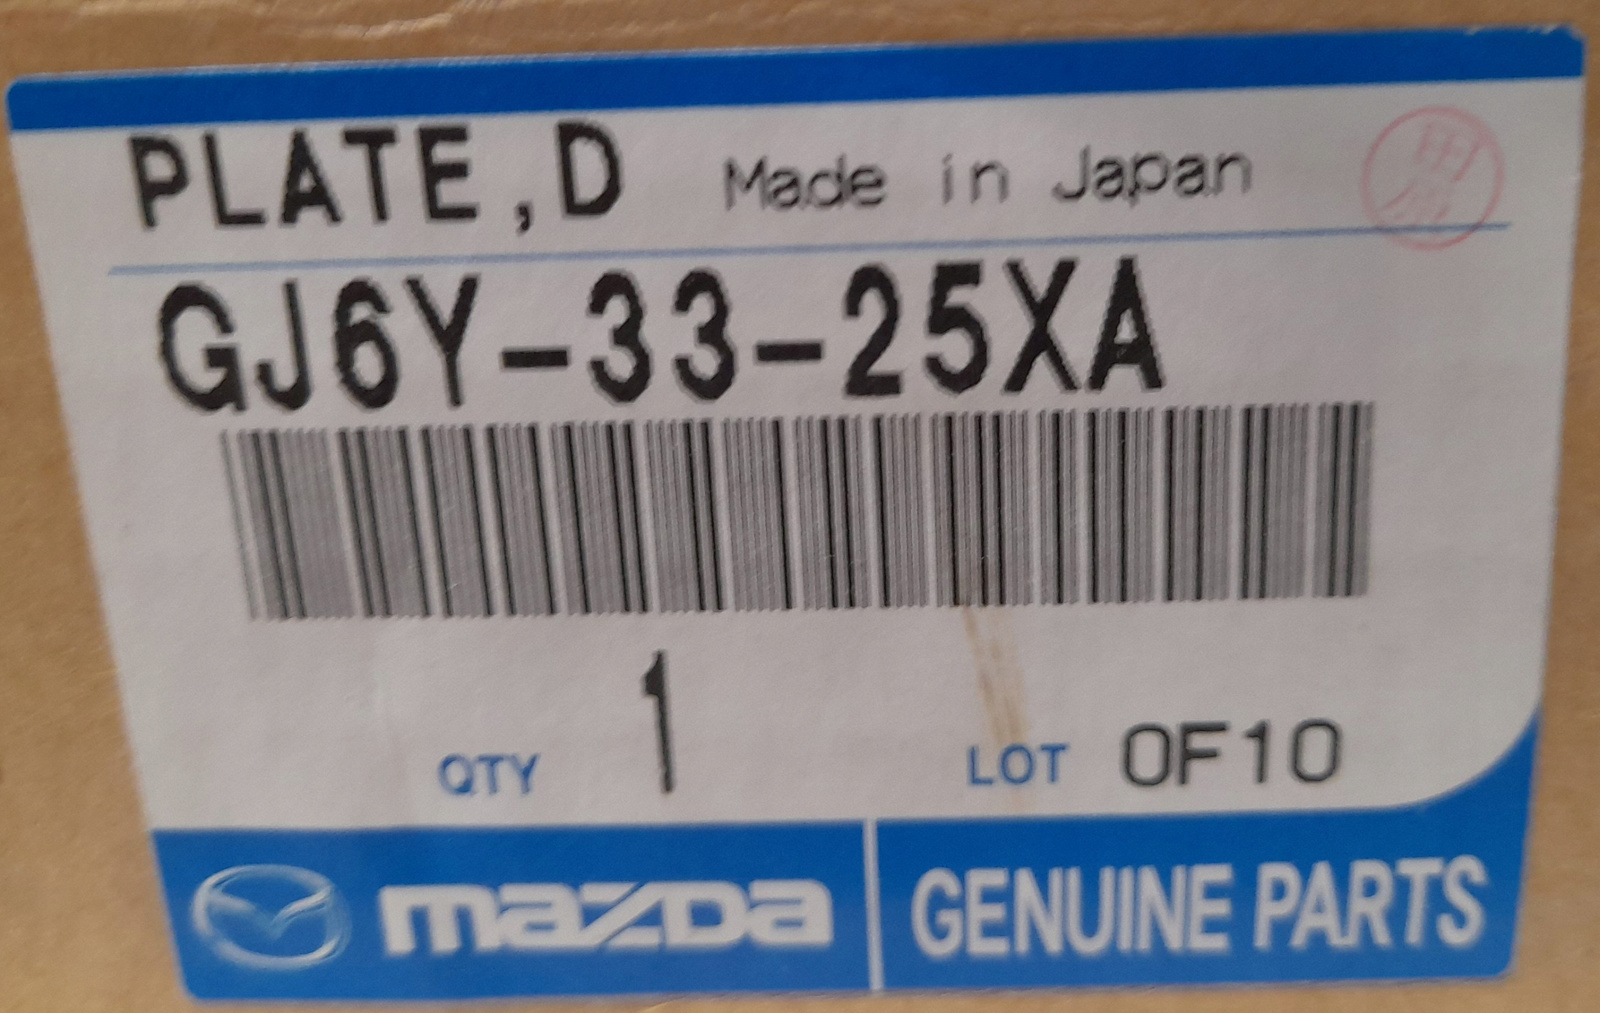 PLATE,D Made in Japan
GJ6Y-33-25XA
QTY 1 LOT 0F10
mazda GENUINE PARTS